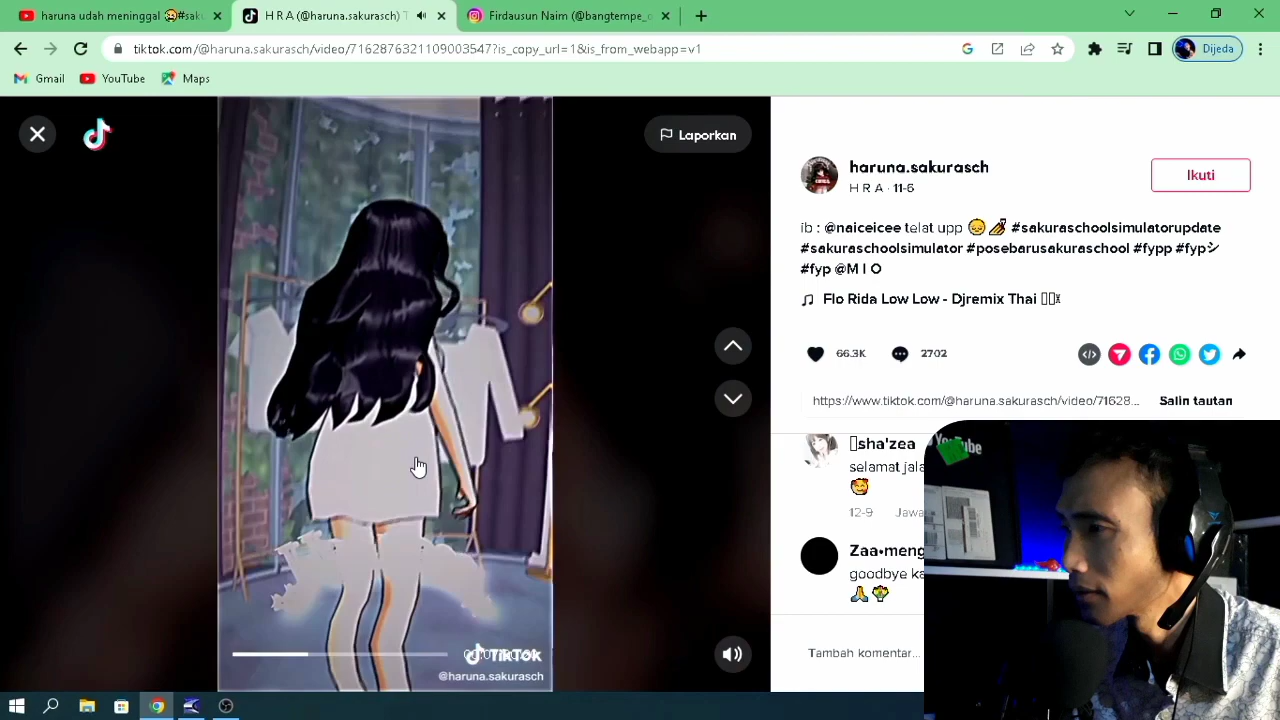 haruna udah meninggal 😭#saku
H R A (@haruna.sakurasch) T
Firdausun Naim (@bangtempe_o
tiktok.com/@haruna.sakurasch/video/7162876321109003547?is_copy_url=1&is_from_webapp=v1
Dijeda
Gmail
YouTube
Maps
Laporkan
haruna.sakurasch
H R A · 11-6
Ikuti
ib : @naiceicee telat upp 😔💅 #sakuraschoolsimulatorupdate
#sakuraschoolsimulator #posebarusakuraschool #fypp #fypシ
#fyp @M I O
Flo Rida Low Low - Djremix Thai
66.3K
2702
https://www.tiktok.com/@haruna.sakurasch/video/71628...
Salin tautan
sha'zea
selamat jala
12-9 Jawa
Zaa•meng
goodbye ka
🙏💐
Tambah komentar...
TikTok
@haruna.sakurasch
YouTube